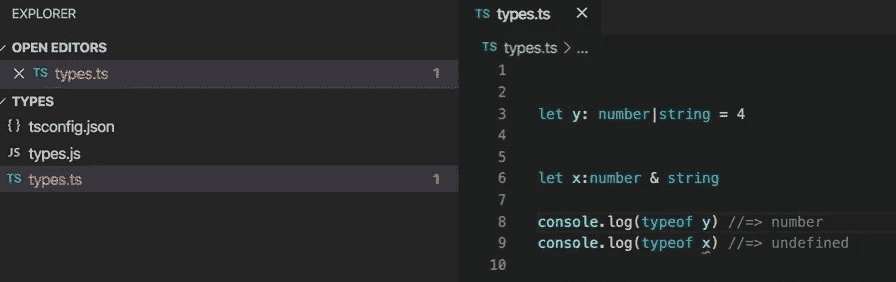 EXPLORER
OPEN EDITORS
TS types.ts 1
TYPES
{} tsconfig.json
JS types.js
TS types.ts 1
TS types.ts
TS types.ts > ...
1
2
3 let y: number|string = 4
4
5
6 let x:number & string
7
8 console.log(typeof y) //=> number
9 console.log(typeof x) //=> undefined
10